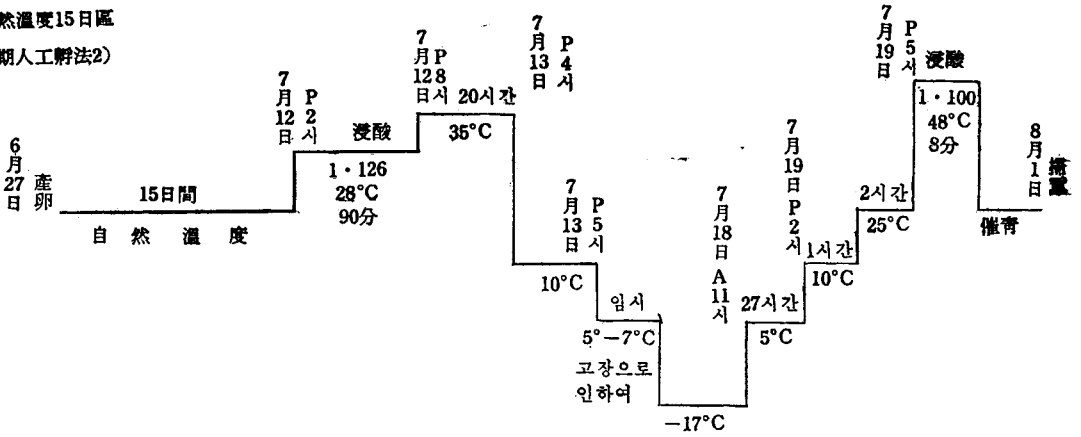 然溫度15日區
期人工孵法2)
6月27日 産卵
15日間
自然溫度
7月12日 P2시
浸酸
1・126
28°C
90分
7月12日 P8시
20시간
35°C
7月13日 P4시
10°C
7月13日 P5시
임시
5°-7°C
고장으로
인하여
-17°C
7月18日 A11시
27시간
5°C
7月19日 P2시
1시간
10°C
2시간
25°C
7月19日 P5시
浸酸
1・100
48°C
8分
催靑
8月1日